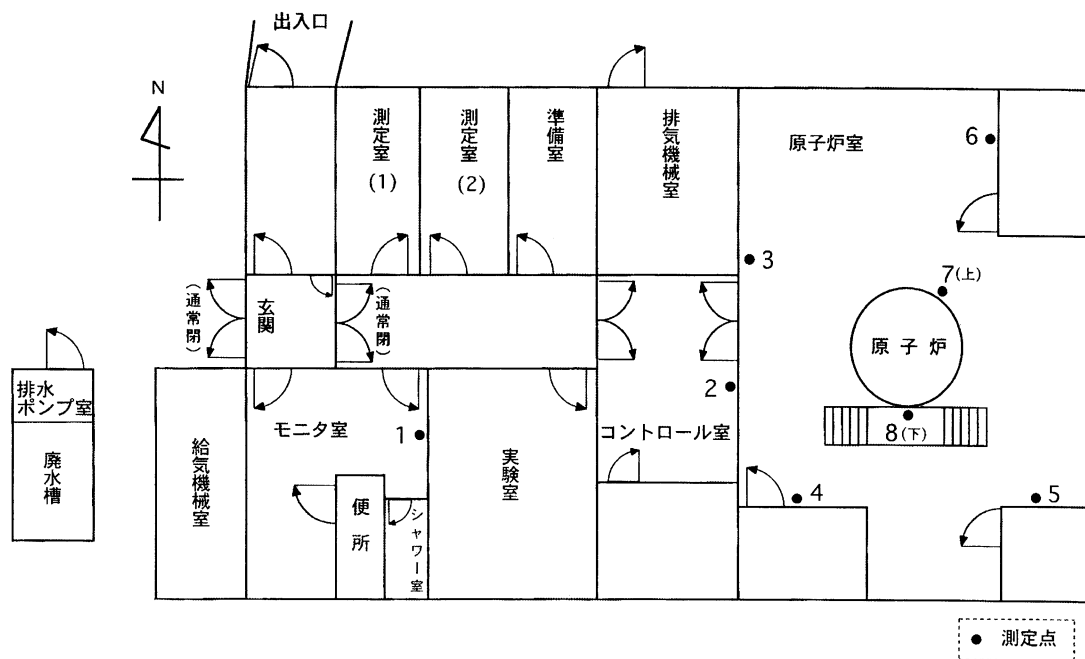 出入口
N
測定室
(1)
測定室
(2)
準備室
排気機械室
原子炉室
6
3
7(上)
(通常閉)
玄関
(通常閉)
原子炉
2
8(下)
排水
ポンプ室
廃水槽
給気機械室
モニタ室
1
コントロール室
実験室
便所
シャワー室
4
5
● 測定点